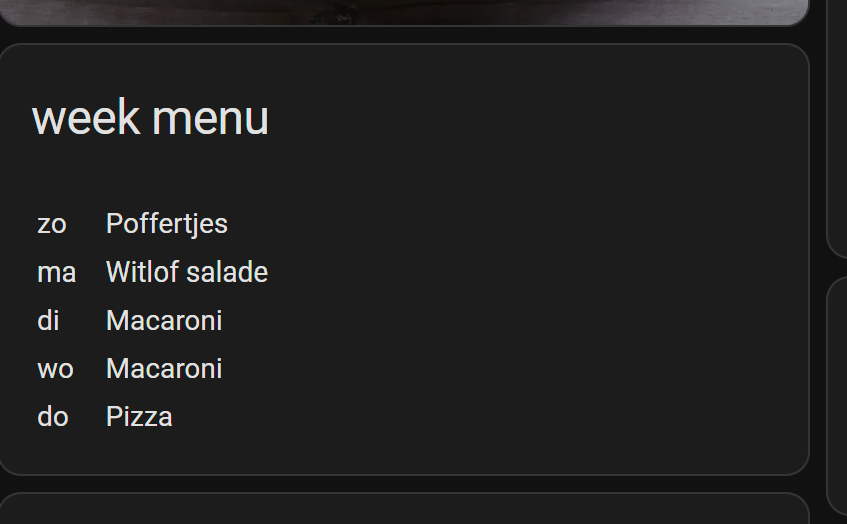 week menu
zo Poffertjes
ma Witlof salade
di Macaroni
wo Macaroni
do Pizza